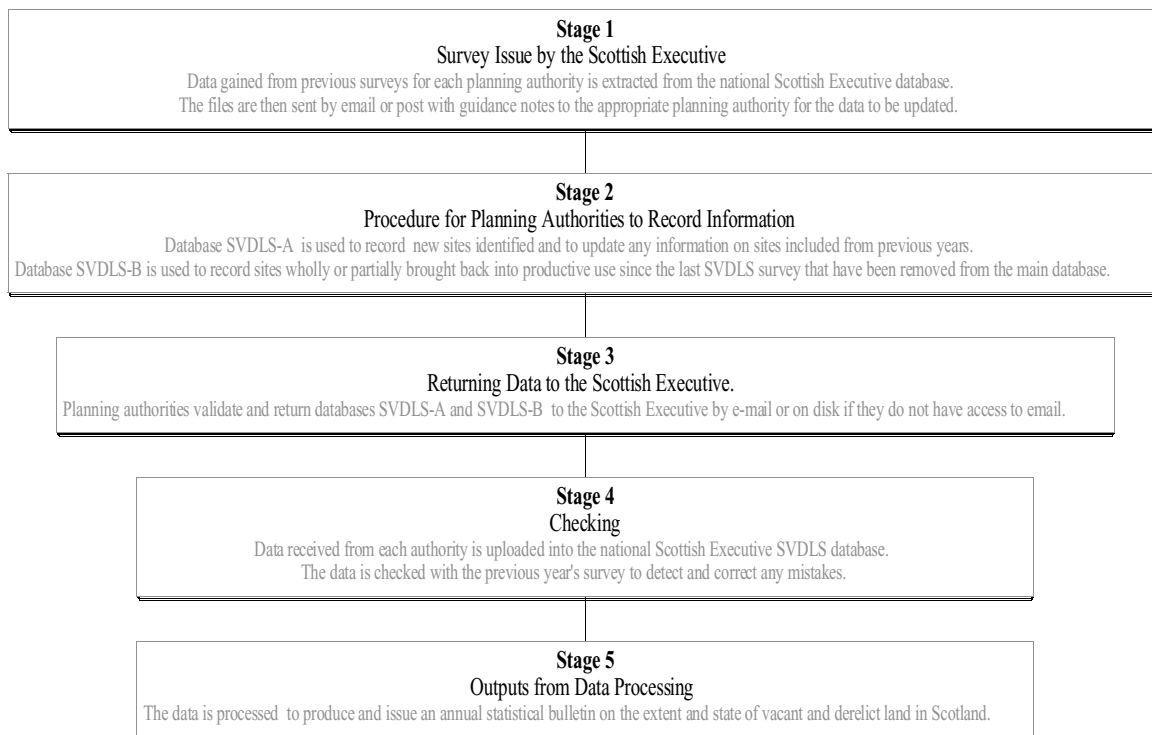 Stage 1
Survey Issue by the Scottish Executive
Data gained from previous surveys for each planning authority is extracted from the national Scottish Executive database.
The files are then sent by email or post with guidance notes to the appropriate planning authority for the data to be updated.
Stage 2
Procedure for Planning Authorities to Record Information
Database SVDLS-A is used to record new sites identified and to update any information on sites included from previous years.
Database SVDLS-B is used to record sites wholly or partially brought back into productive use since the last SVDLS survey that have been removed from the main database.
Stage 3
Returning Data to the Scottish Executive.
Planning authorities validate and return databases SVDLS-A and SVDLS-B to the Scottish Executive by e-mail or on disk if they do not have access to email.
Stage 4
Checking
Data received from each authority is uploaded into the national Scottish Executive SVDLS database.
The data is checked with the previous year's survey to detect and correct any mistakes.
Stage 5
Outputs from Data Processing
The data is processed to produce and issue an annual statistical bulletin on the extent and state of vacant and derelict land in Scotland.